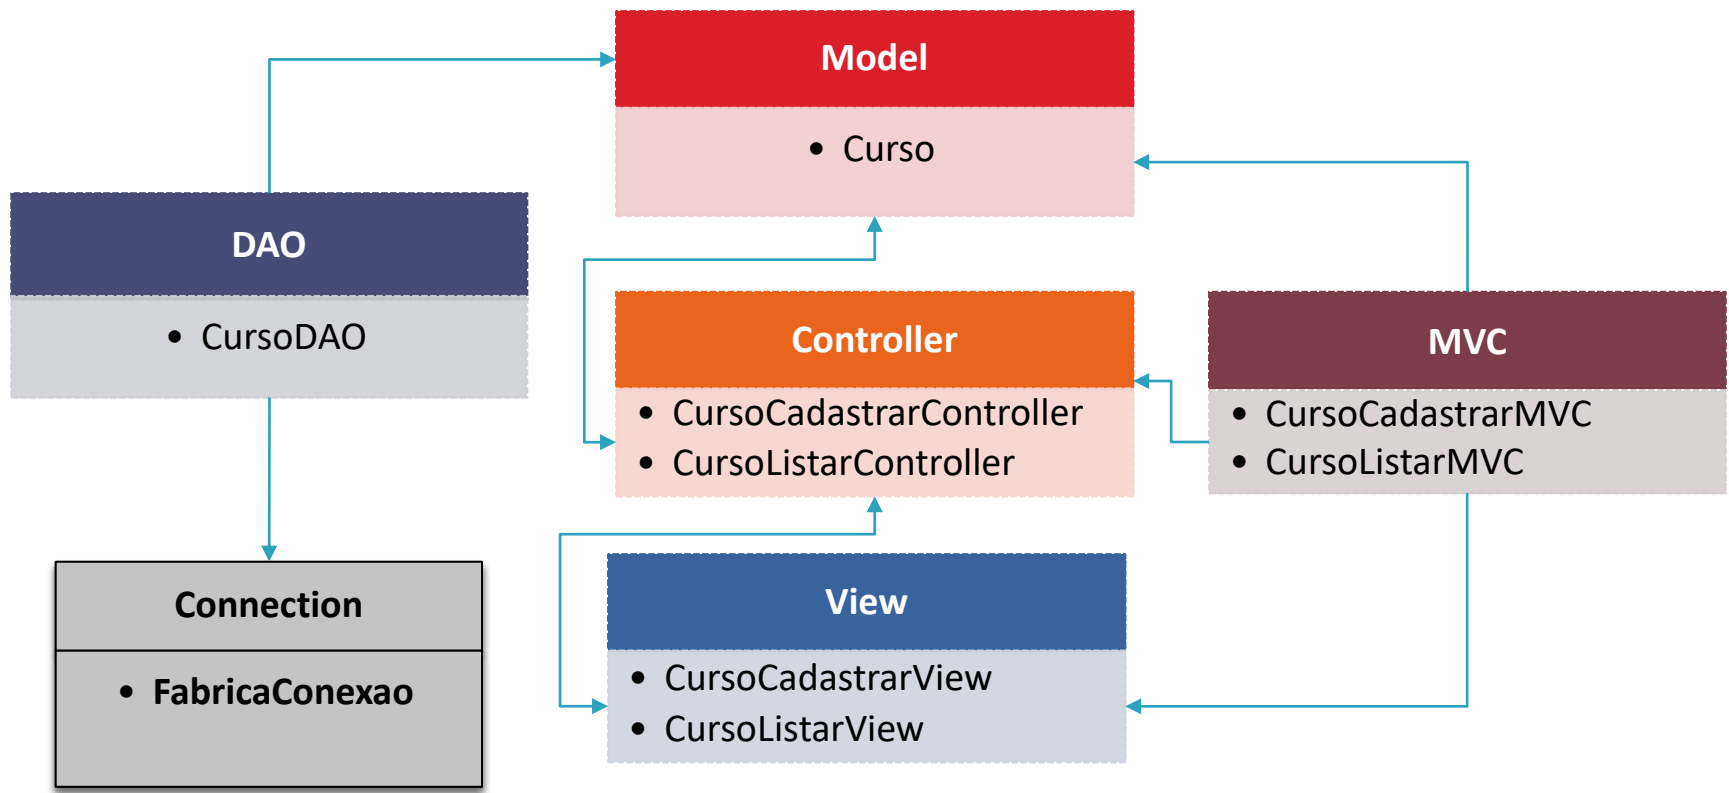 Model
• Curso
DAO
• CursoDAO
Controller
• CursoCadastrarController
• CursoListarController
MVC
• CursoCadastrarMVC
• CursoListarMVC
Connection
• FabricaConexao
View
• CursoCadastrarView
• CursoListarView